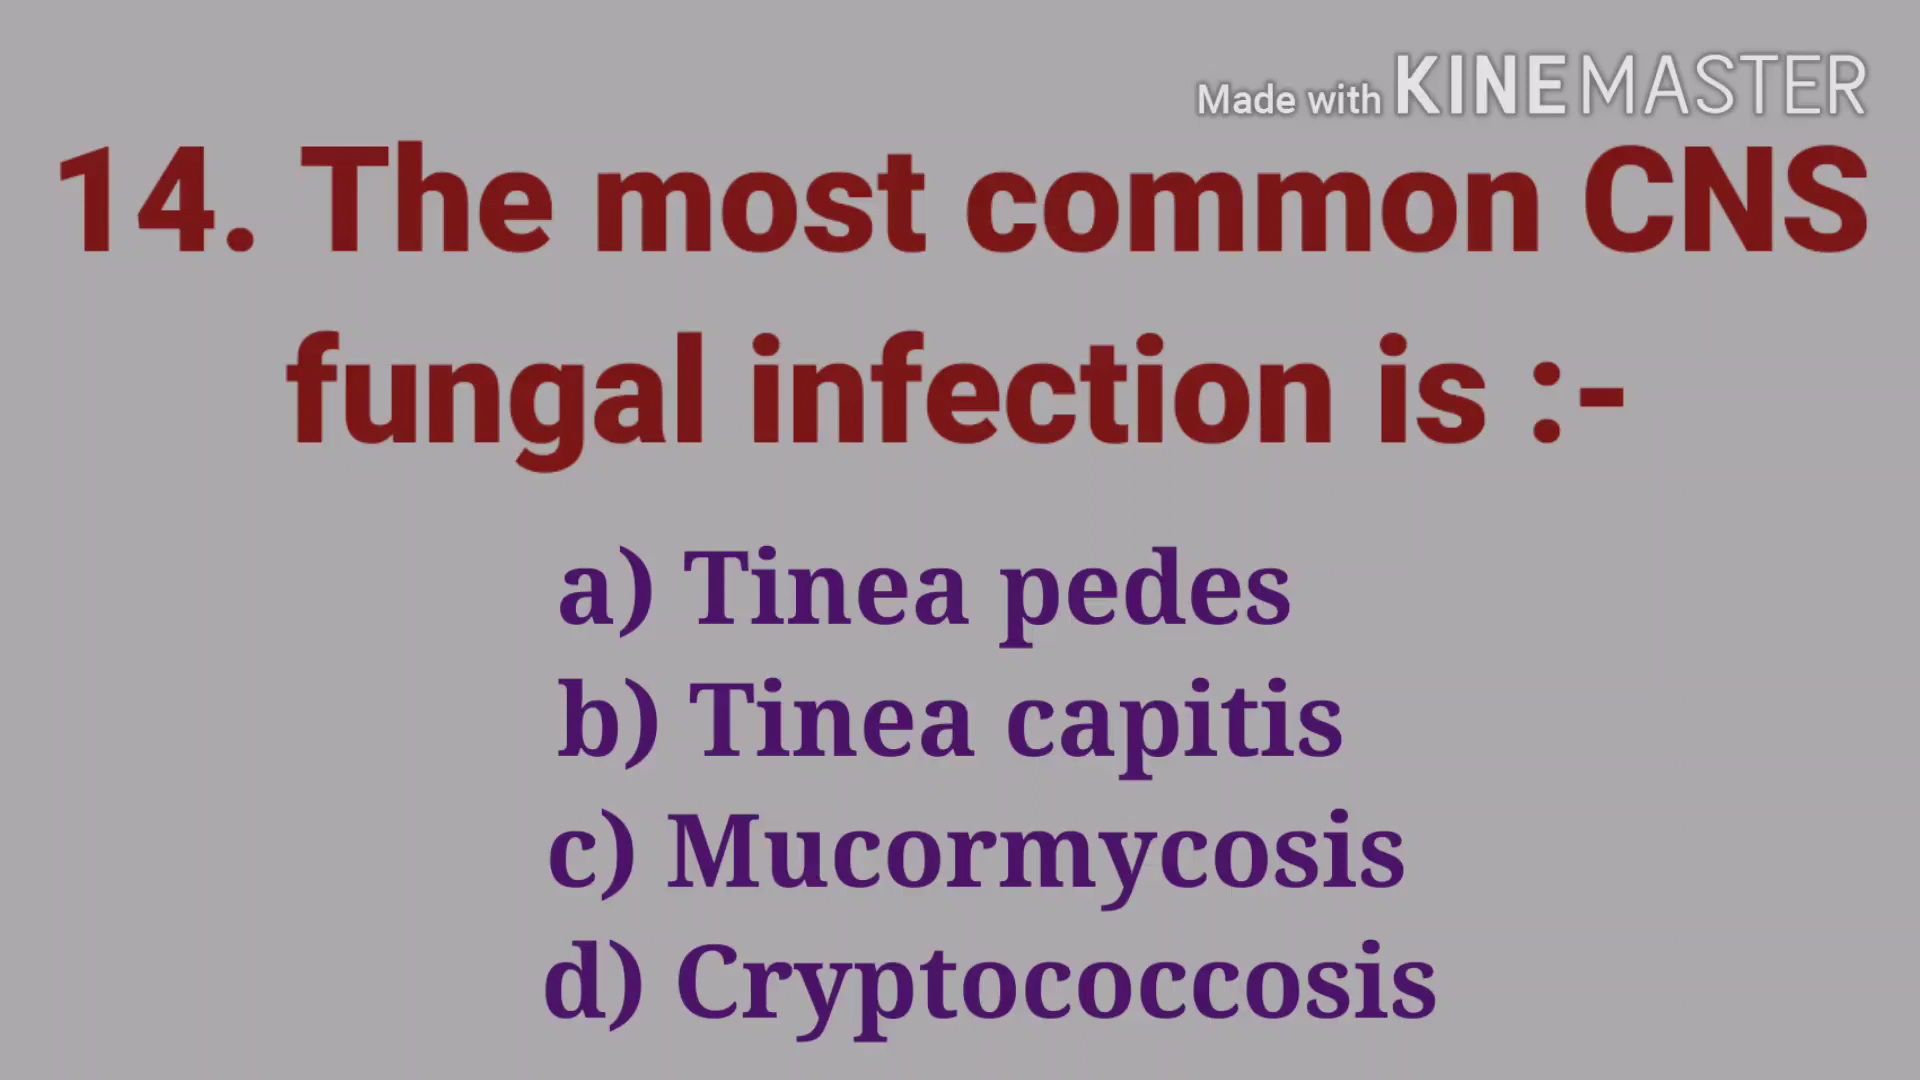 Made with KINEMASTER
14. The most common CNS
fungal infection is :-
a) Tinea pedes
b) Tinea capitis
c) Mucormycosis
d) Cryptococcosis